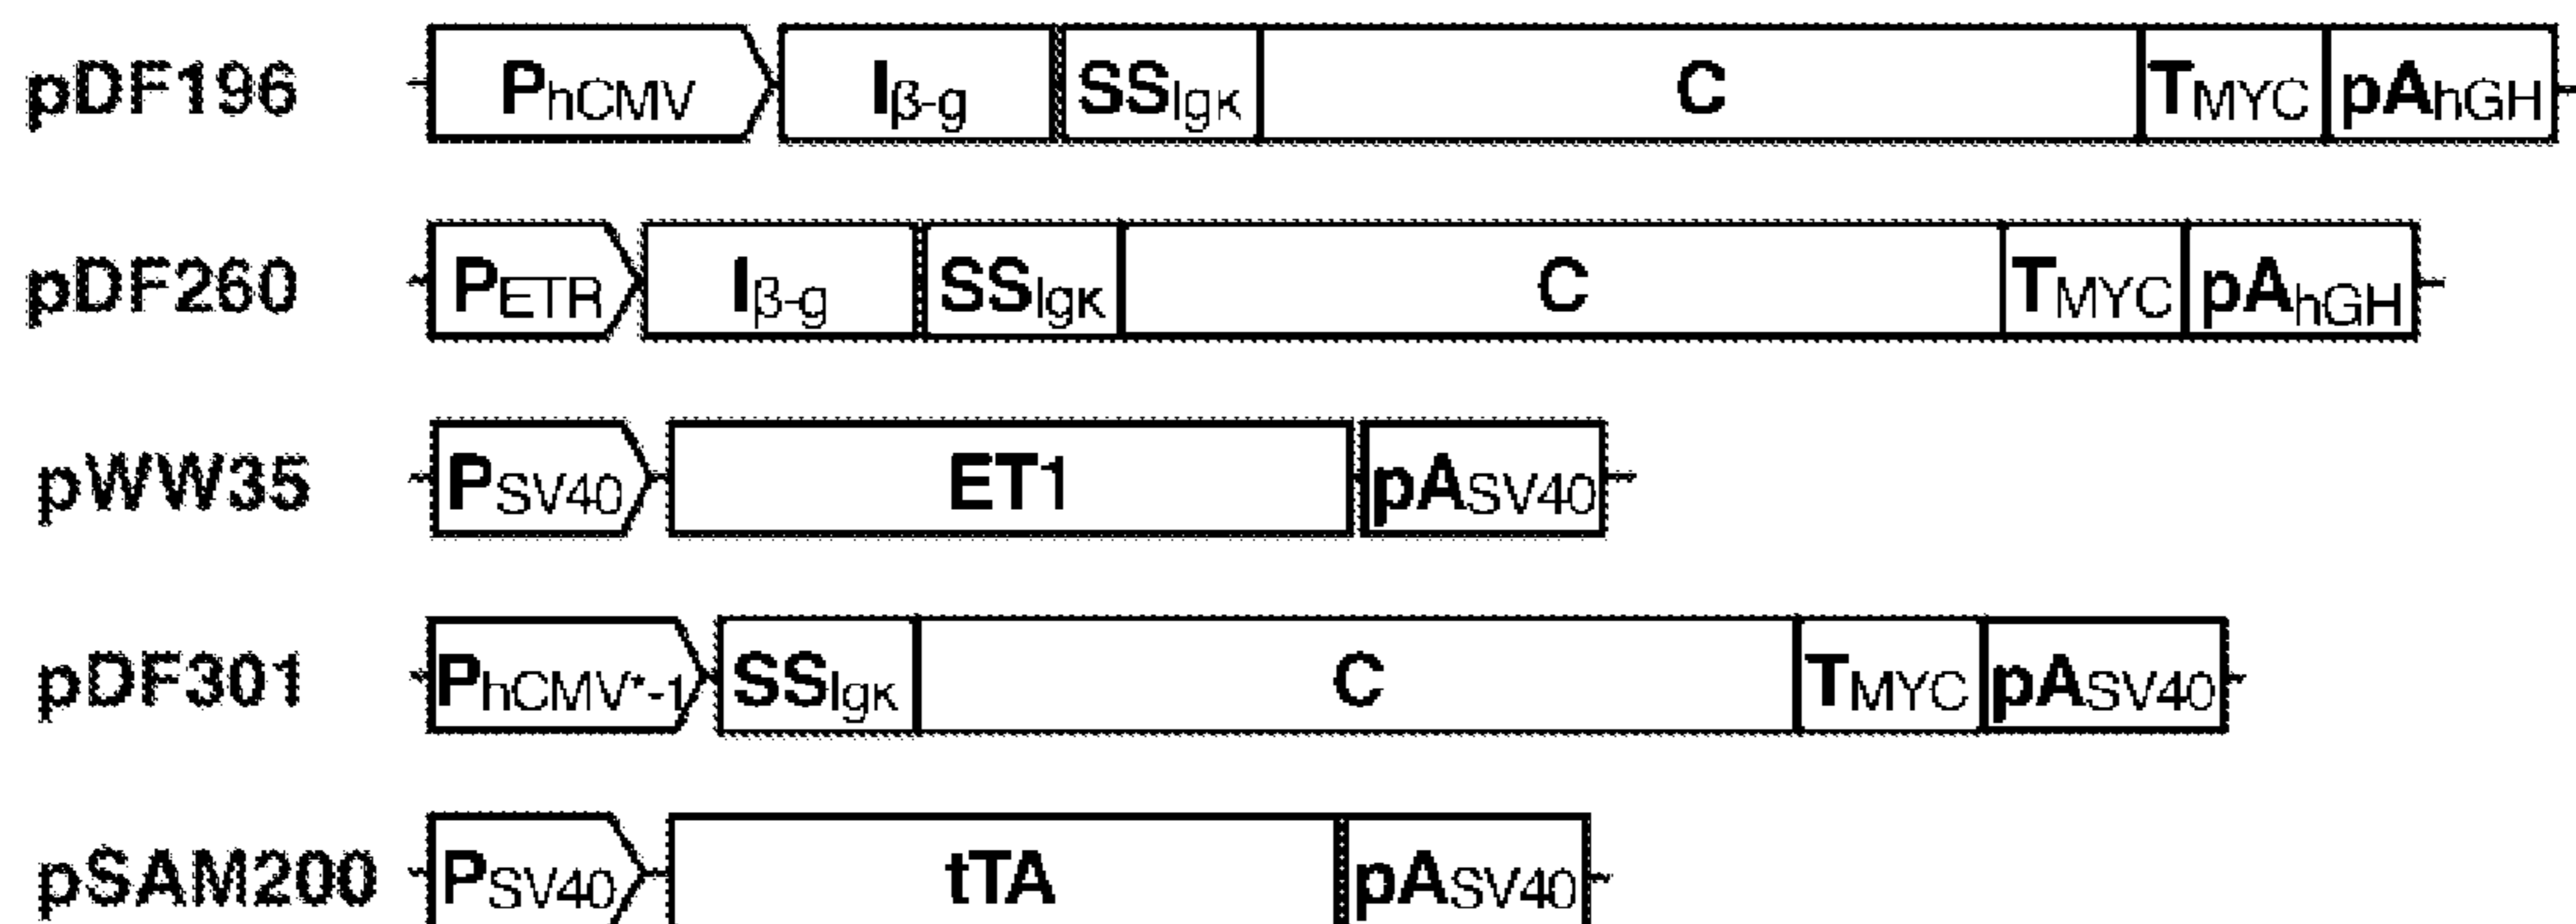 pDF196 PhCMV Iβ-g SSIgκ C TMYC pAhGH
pDF260 PETR Iβ-g SSIgκ C TMYC pAhGH
pWW35 PSV40 ET1 pASV40
pDF301 PhCMV*-1 SSIgκ C TMYC pASV40
pSAM200 PSV40 tTA pASV40